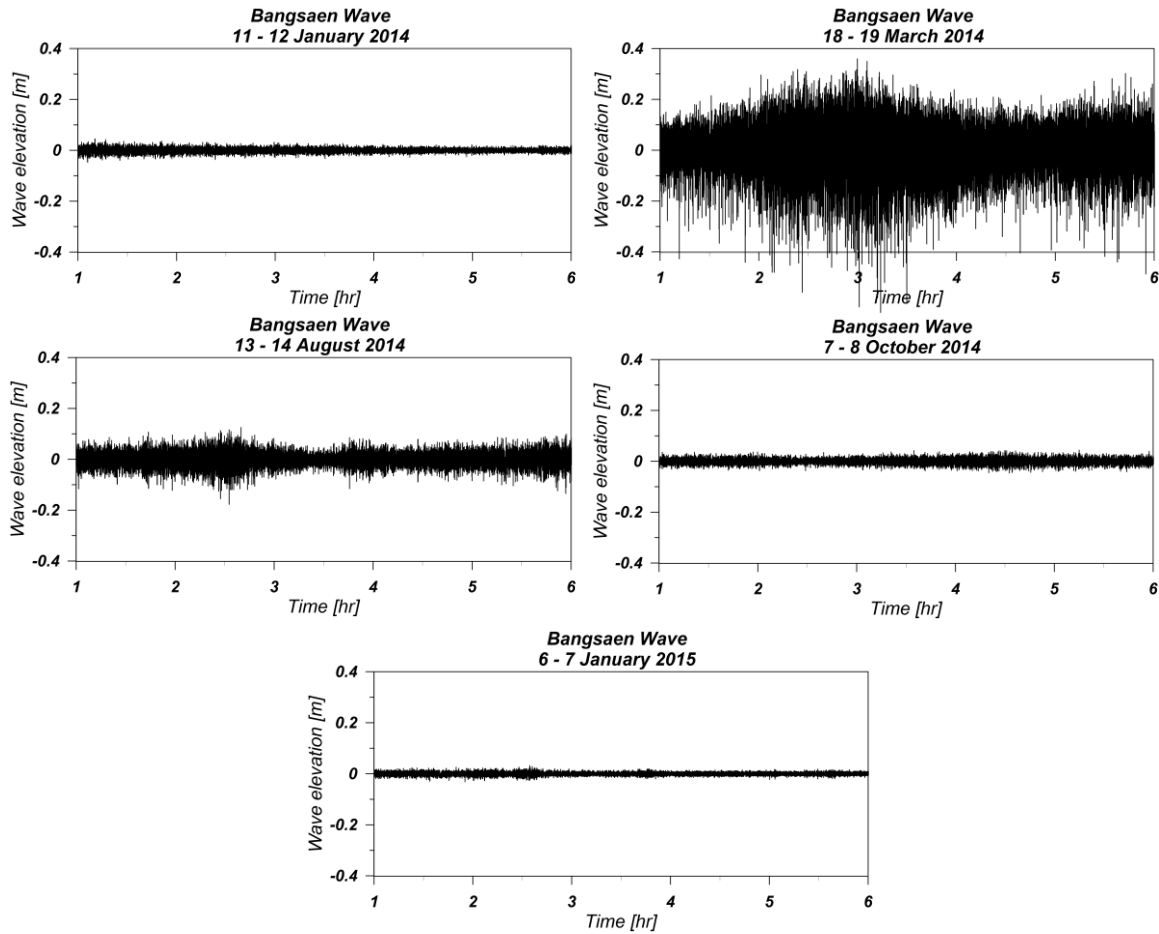 Bangsaen Wave
11 - 12 January 2014
Wave elevation [m]
0.4
0.2
0
-0.2
-0.4
1 2 3 4 5 6
Time [hr]
Bangsaen Wave
18 - 19 March 2014
Wave elevation [m]
0.4
0.2
0
-0.2
-0.4
1 2 3 4 5 6
Time [hr]
Bangsaen Wave
13 - 14 August 2014
Wave elevation [m]
0.4
0.2
0
-0.2
-0.4
1 2 3 4 5 6
Time [hr]
Bangsaen Wave
7 - 8 October 2014
Wave elevation [m]
0.4
0.2
0
-0.2
-0.4
1 2 3 4 5 6
Time [hr]
Bangsaen Wave
6 - 7 January 2015
Wave elevation [m]
0.4
0.2
0
-0.2
-0.4
1 2 3 4 5 6
Time [hr]